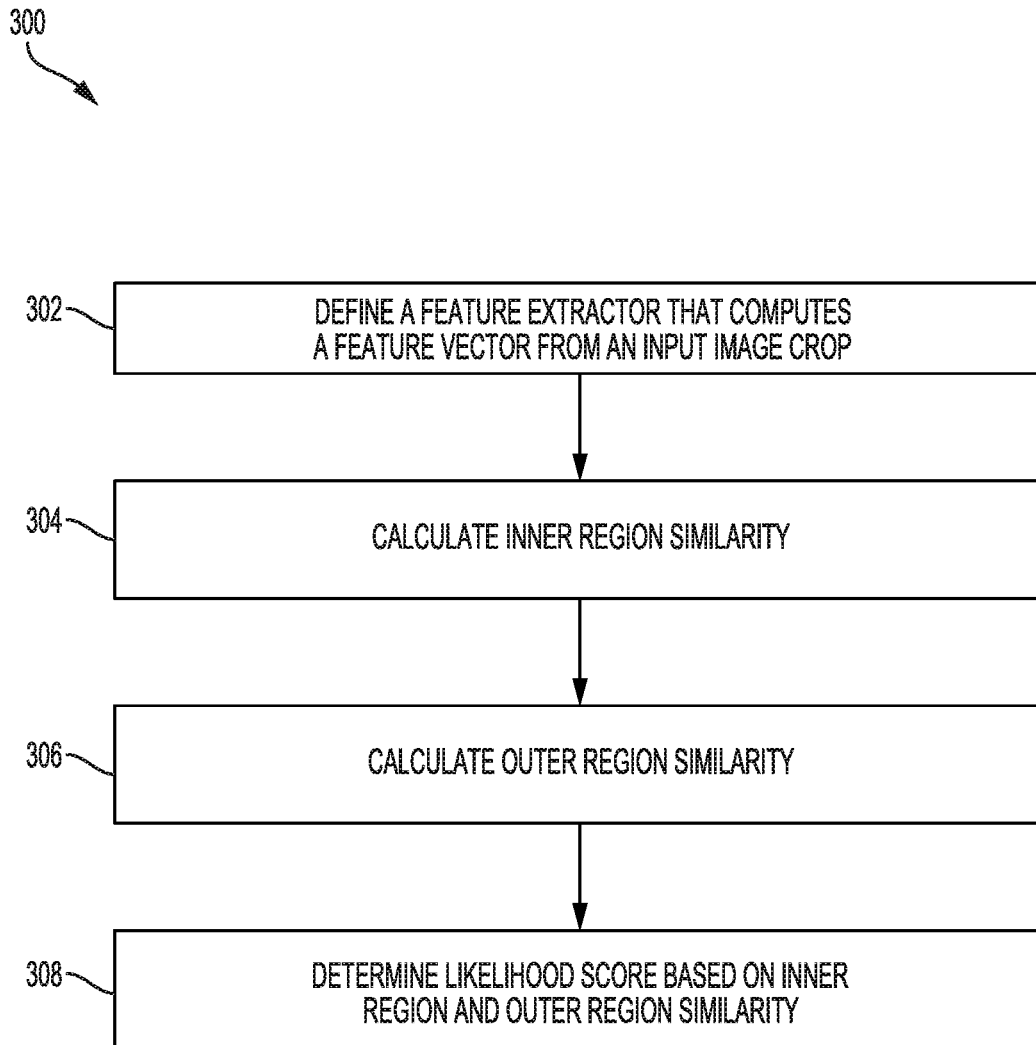 300
302
DEFINE A FEATURE EXTRACTOR THAT COMPUTES
A FEATURE VECTOR FROM AN INPUT IMAGE CROP
304
CALCULATE INNER REGION SIMILARITY
306
CALCULATE OUTER REGION SIMILARITY
308
DETERMINE LIKELIHOOD SCORE BASED ON INNER
REGION AND OUTER REGION SIMILARITY